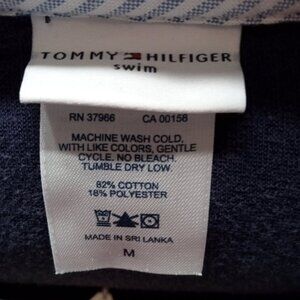 TOMMY HILFIGER
swim
RN 37966 CA 00158
MACHINE WASH COLD,
WITH LIKE COLORS, GENTLE
CYCLE. NO BLEACH.
TUMBLE DRY LOW.
82% COTTON
18% POLYESTER
MADE IN SRI LANKA
M